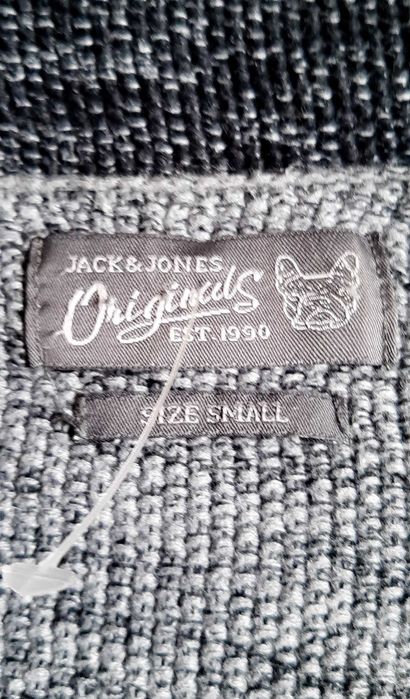 JACK&JONES
Originals
EST. 1990
SIZE SMALL